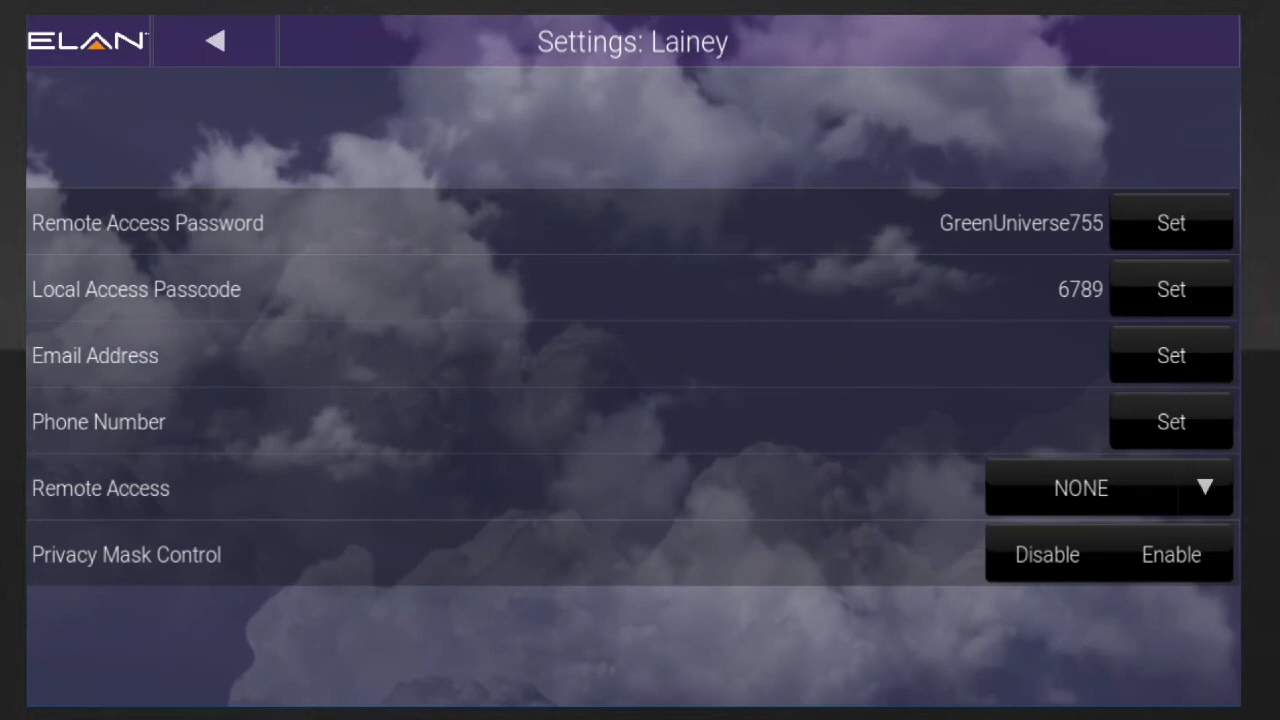 ELAN
Settings: Lainey
Remote Access Password GreenUniverse755 Set
Local Access Passcode 6789 Set
Email Address Set
Phone Number Set
Remote Access NONE
Privacy Mask Control Disable Enable